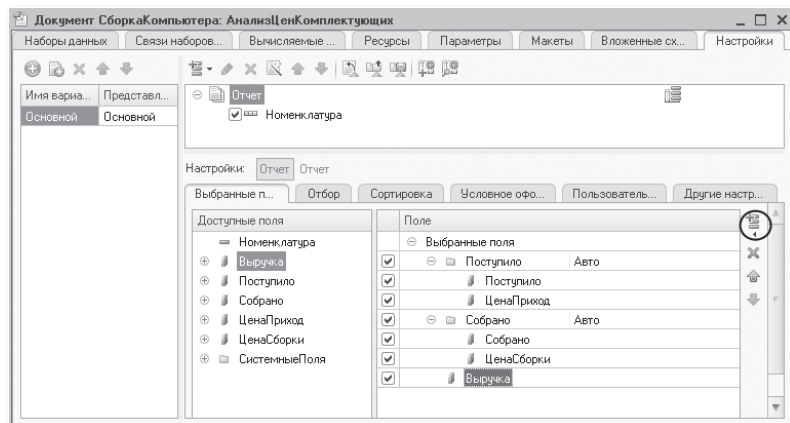 Документ СборкаКомпьютера: АнализЦенКомплектующих
Наборы данных Связи наборов... Вычисляемые ... Ресурсы Параметры Макеты Вложенные сх... Настройки
Имя вариа... Представл...
Основной Основной
Отчет
Номенклатура
Настройки: Отчет Отчет
Выбранные п... Отбор Сортировка Условное офо... Пользователь... Другие настр...
Доступные поля Поле
Номенклатура Выбранные поля
Выручка Поступило Авто
Поступило Поступило
Собрано ЦенаПриход
ЦенаПриход Собрано Авто
ЦенаСборки Собрано
СистемныеПоля ЦенаСборки
Выручка